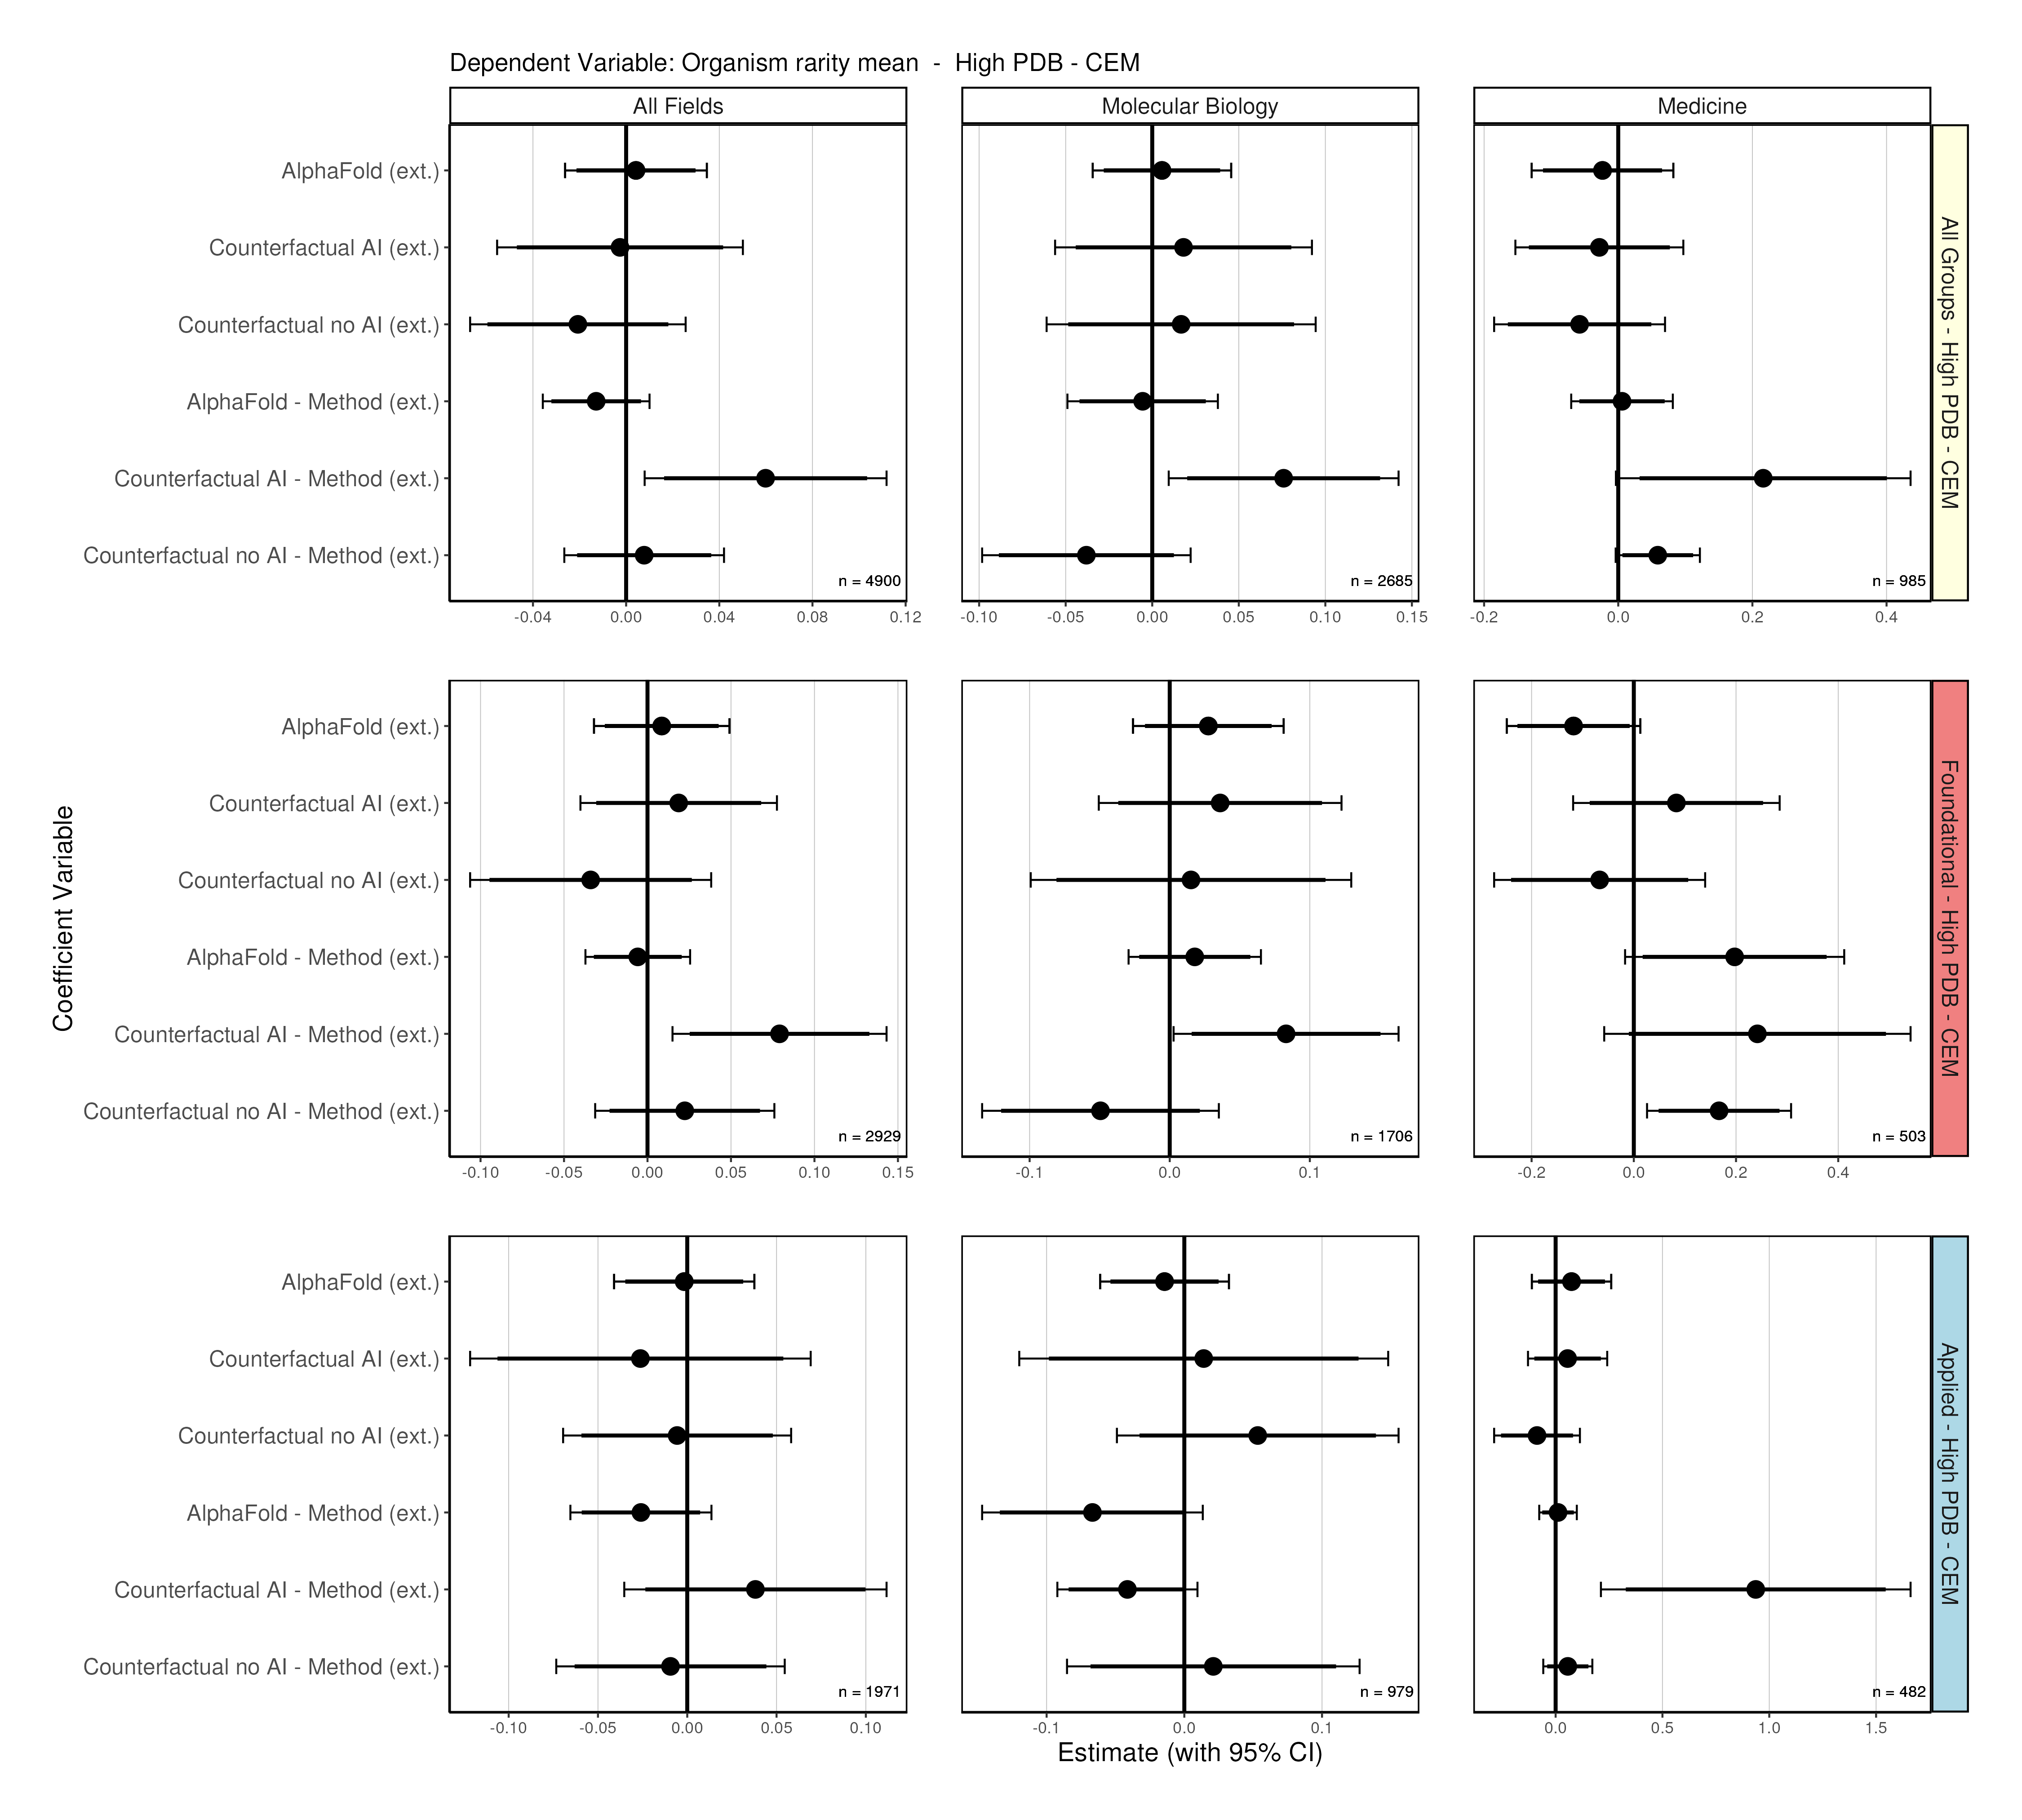 Dependent Variable: Organism rarity mean - High PDB - CEM
All Fields
Molecular Biology
Medicine
AlphaFold (ext.)
Counterfactual AI (ext.)
Counterfactual no AI (ext.)
AlphaFold - Method (ext.)
Counterfactual AI - Method (ext.)
Counterfactual no AI - Method (ext.)
n = 4900
n = 2685
n = 985
-0.04 0.00 0.04 0.08 0.12
-0.10 -0.05 0.00 0.05 0.10 0.15
-0.2 0.0 0.2 0.4
All Groups - High PDB - CEM
Coefficient Variable
AlphaFold (ext.)
Counterfactual AI (ext.)
Counterfactual no AI (ext.)
AlphaFold - Method (ext.)
Counterfactual AI - Method (ext.)
Counterfactual no AI - Method (ext.)
n = 2929
n = 1706
n = 503
-0.10 -0.05 0.00 0.05 0.10 0.15
-0.1 0.0 0.1
-0.2 0.0 0.2 0.4
Foundational - High PDB - CEM
AlphaFold (ext.)
Counterfactual AI (ext.)
Counterfactual no AI (ext.)
AlphaFold - Method (ext.)
Counterfactual AI - Method (ext.)
Counterfactual no AI - Method (ext.)
n = 1971
n = 979
n = 482
-0.10 -0.05 0.00 0.05 0.10
-0.1 0.0 0.1
0.0 0.5 1.0 1.5
Applied - High PDB - CEM
Estimate (with 95% CI)